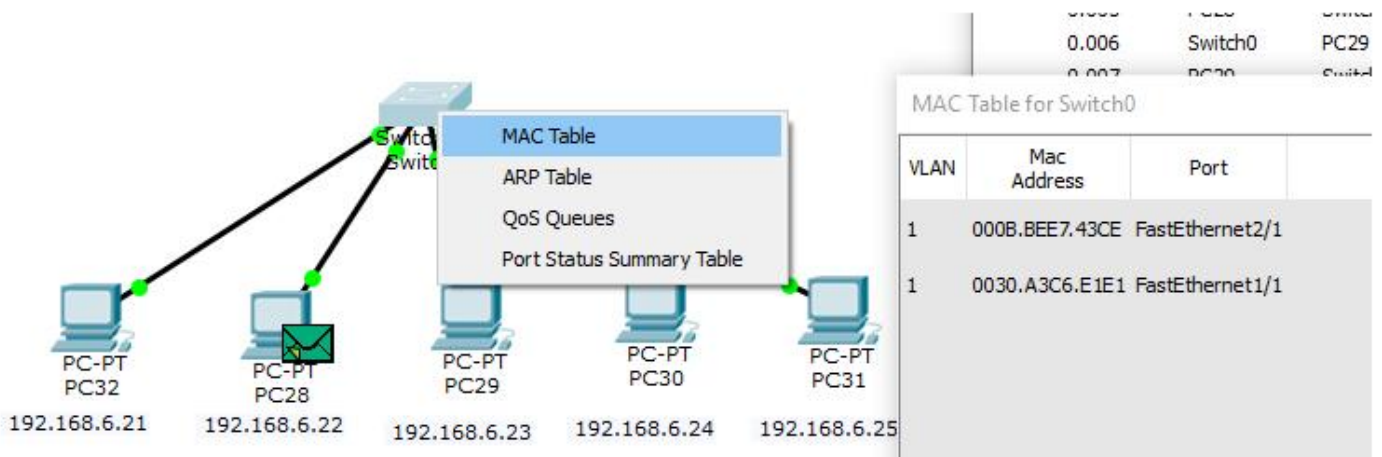 0.006 Switch0 PC29
MAC Table for Switch0
VLAN Mac Address Port
1 000B.BEE7.43CE FastEthernet2/1
1 0030.A3C6.E1E1 FastEthernet1/1
MAC Table
ARP Table
QoS Queues
Port Status Summary Table
PC-PT
PC32
192.168.6.21
PC-PT
PC28
192.168.6.22
PC-PT
PC29
192.168.6.23
PC-PT
PC30
192.168.6.24
PC-PT
PC31
192.168.6.25